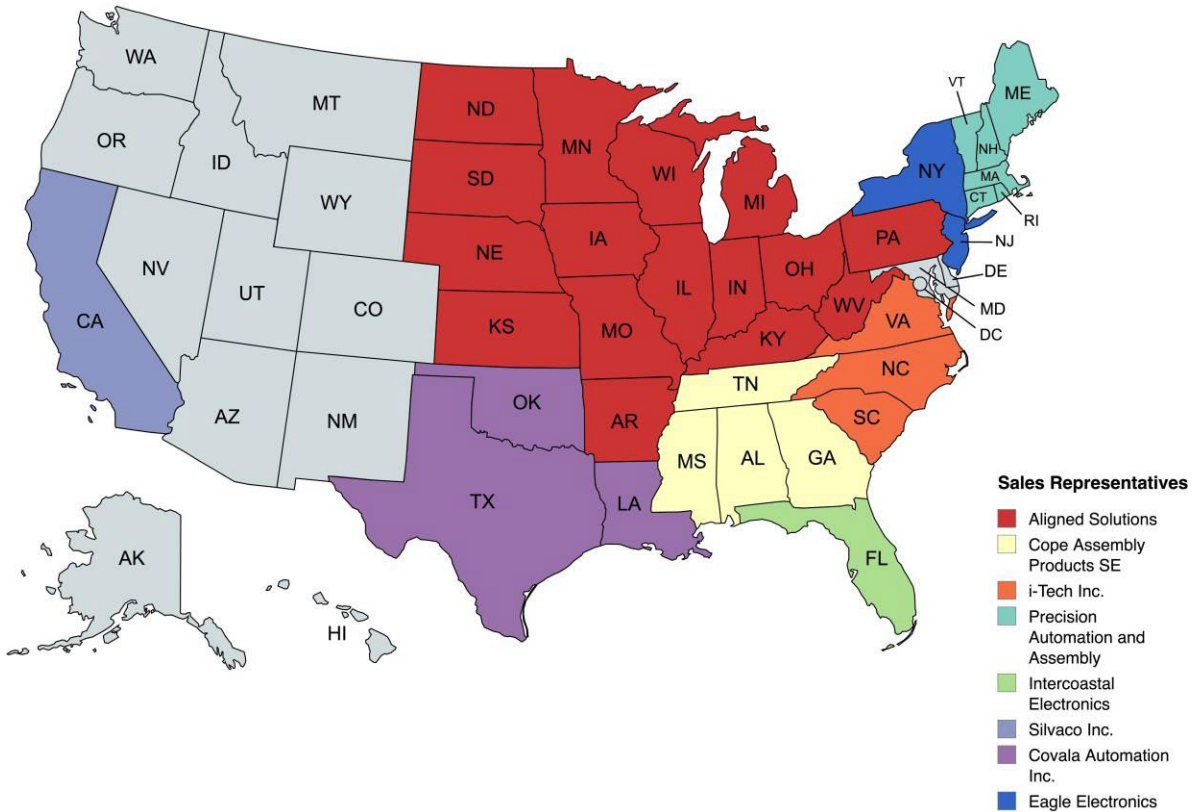 WA
MT
ND
MN
VT
ME
OR
ID
SD
WI
NH
NY
WY
MI
MA
CT
RI
NE
IA
PA
NJ
NV
UT
CO
IL
IN
OH
DE
CA
KS
MO
WV
VA
MD
DC
KY
AZ
NM
OK
AR
TN
NC
SC
MS
AL
GA
TX
LA
FL
AK
HI
Sales Representatives
Aligned Solutions
Cope Assembly
Products SE
i-Tech Inc.
Precision
Automation and
Assembly
Intercoastal
Electronics
Silvaco Inc.
Covala Automation
Inc.
Eagle Electronics